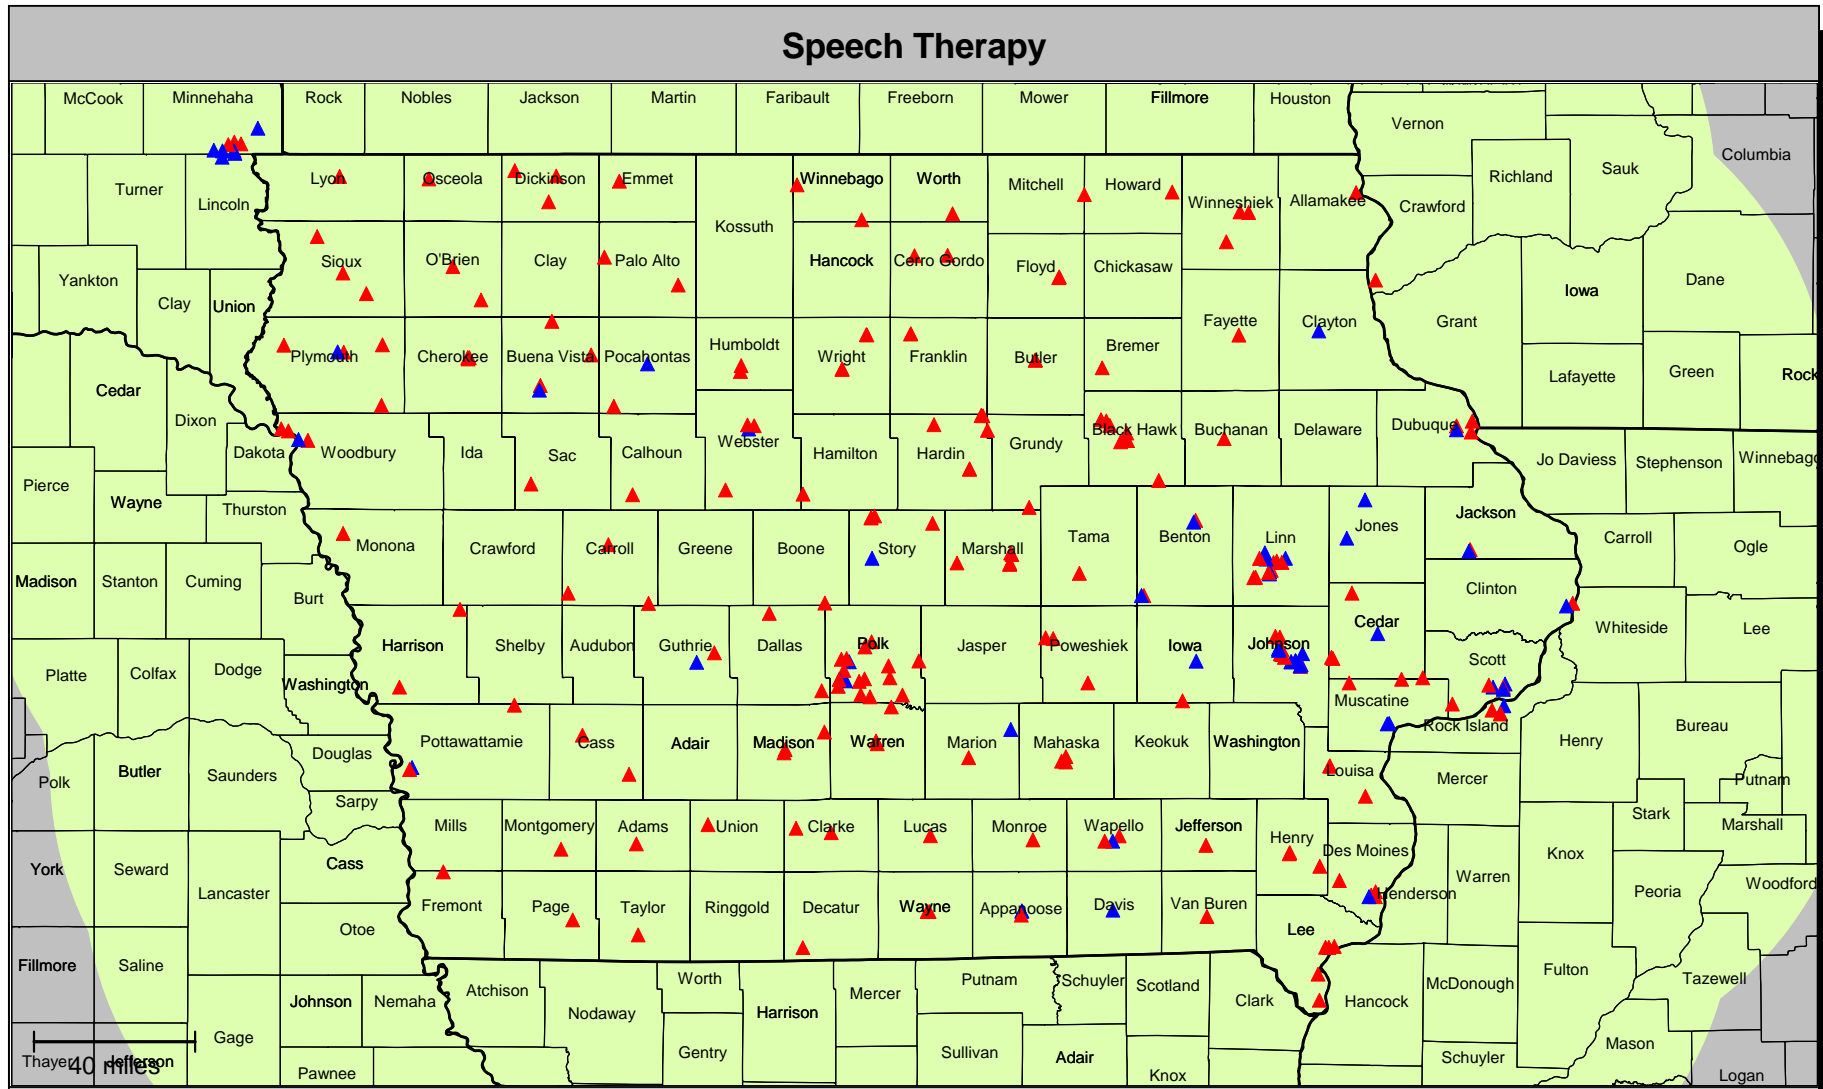 Speech Therapy
McCook Minnehaha Rock Nobles Jackson Martin Faribault Freeborn Mower Fillmore Houston
Vernon
Columbia
Sauk
Richland
Turner Lyon Osceola Dickinson Emmet Winnebago Worth Mitchell Howard
Lincoln Winneshiek Allamakee Crawford
Kossuth
Yankton Sioux O'Brien Clay Palo Alto Hancock Cerro Gordo Floyd Chickasaw Iowa Dane
Clay Union
Fayette Clayton Grant
Plymouth Cherokee Buena Vista Pocahontas Humboldt Wright Franklin Butler Bremer
Lafayette Green Rock
Cedar
Dixon
Dakota Woodbury Ida Sac Calhoun Webster Hamilton Hardin Grundy Black Hawk Buchanan Delaware Dubuque
Jo Daviess Stephenson Winnebago
Pierce
Wayne Thurston
Monona Crawford Carroll Greene Boone Story Marshall Tama Benton Linn Jones Jackson Carroll Ogle
Madison Stanton Cuming
Burt Clinton
Harrison Shelby Audubon Guthrie Dallas Polk Jasper Poweshiek Iowa Johnson Cedar Whiteside Lee
Platte Colfax Dodge Washington Scott
Muscatine
Rock Island Bureau
Pottawattamie Cass Adair Madison Warren Marion Mahaska Keokuk Washington Henry
Douglas
Polk Butler Saunders Louisa Mercer Putnam
Sarpy
Mills Montgomery Adams Union Clarke Lucas Monroe Wapello Jefferson Henry Stark Marshall
Des Moines Knox
York Seward Cass Warren
Lancaster Henderson Peoria Woodford
Fremont Page Taylor Ringgold Decatur Wayne Appanoose Davis Van Buren
Otoe Lee
Fillmore Saline Fulton Tazewell
Atchison Worth Putnam Schuyler Scotland McDonough
Johnson Nemaha Nodaway Harrison Mercer Clark Hancock
Gage Mason
Gentry Sullivan Adair Schuyler
Thayer Jefferson
40 miles
Pawnee Knox Logan